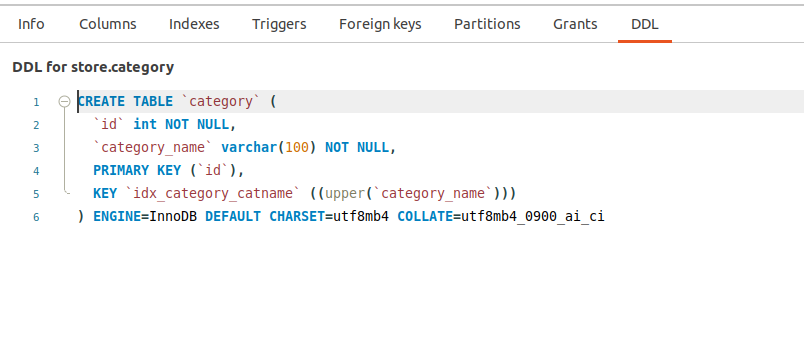 Info Columns Indexes Triggers Foreign keys Partitions Grants DDL
DDL for store.category
1 CREATE TABLE `category` (
2 `id` int NOT NULL,
3 `category_name` varchar(100) NOT NULL,
4 PRIMARY KEY (`id`),
5 KEY `idx_category_catname` ((upper(`category_name`)))
6 ) ENGINE=InnoDB DEFAULT CHARSET=utf8mb4 COLLATE=utf8mb4_0900_ai_ci